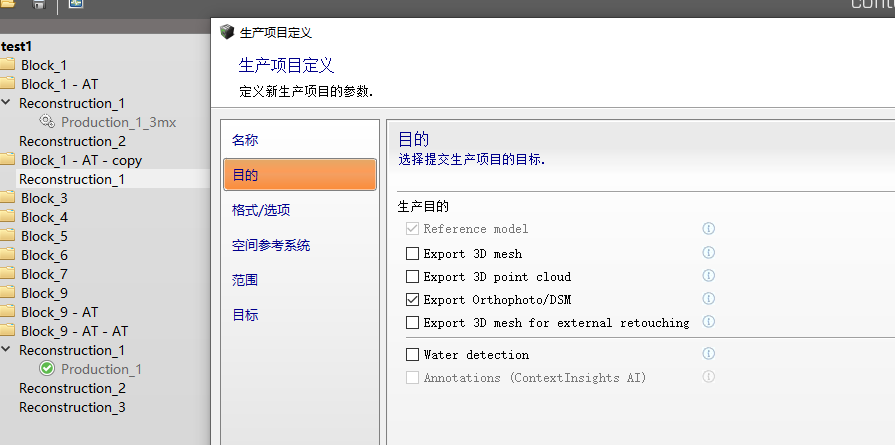 test1
Block_1
Block_1 - AT
Reconstruction_1
Production_1_3mx
Reconstruction_2
Block_1 - AT - copy
Reconstruction_1
Block_3
Block_4
Block_5
Block_6
Block_7
Block_9
Block_9 - AT
Block_9 - AT - AT
Reconstruction_1
Production_1
Reconstruction_2
Reconstruction_3
生产项目定义
生产项目定义
定义新生产项目的参数.
名称
目的
格式/选项
空间参考系统
范围
目标
目的
选择提交生产项目的目标.
生产目的
Reference model
Export 3D mesh
Export 3D point cloud
Export Orthophoto/DSM
Export 3D mesh for external retouching
Water detection
Annotations (ContextInsights AI)